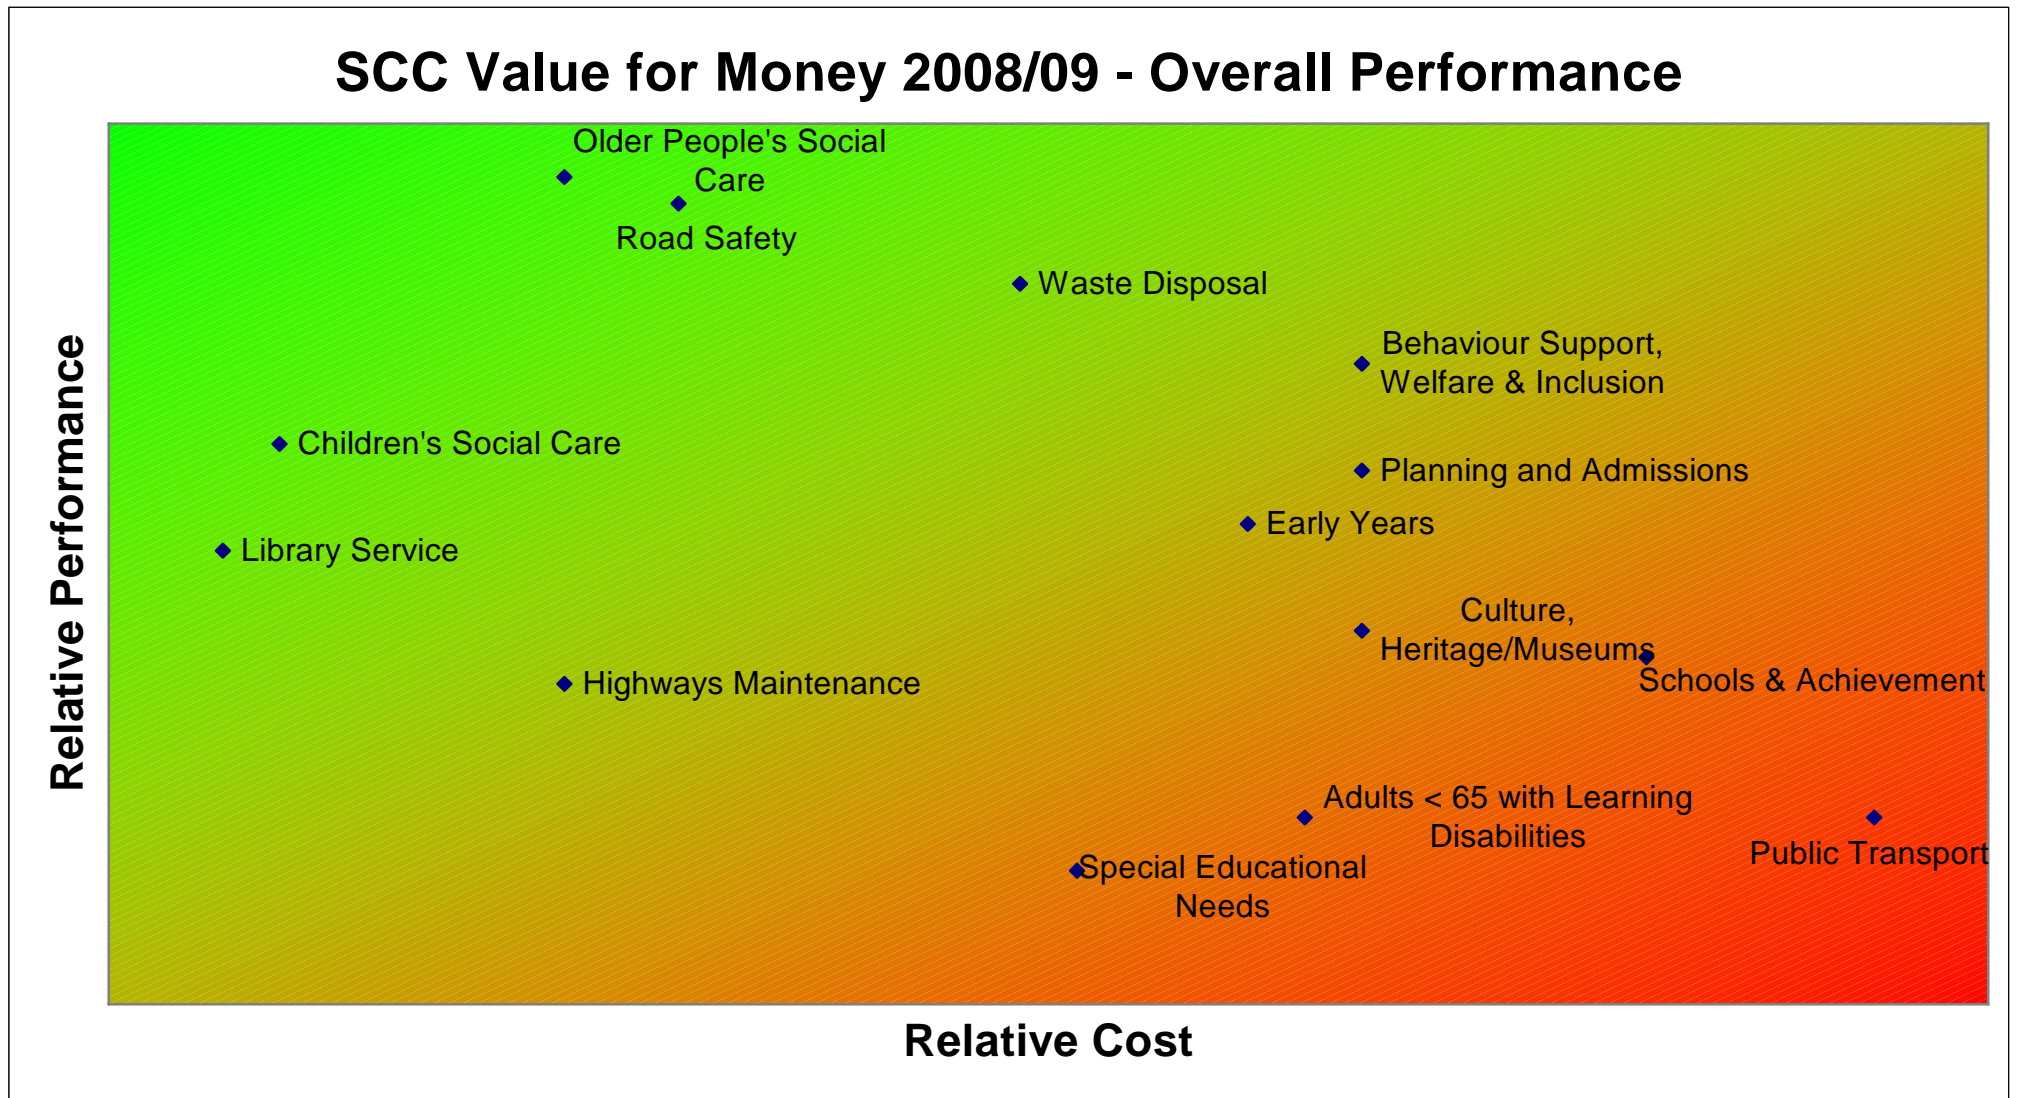 SCC Value for Money 2008/09 - Overall Performance
Older People's Social
Care
Road Safety
Waste Disposal
Behaviour Support,
Welfare & Inclusion
Children's Social Care
Planning and Admissions
Early Years
Library Service
Culture,
Heritage/Museums
Schools & Achievement
Highways Maintenance
Adults < 65 with Learning
Disabilities
Public Transport
Special Educational
Needs
Relative Performance
Relative Cost